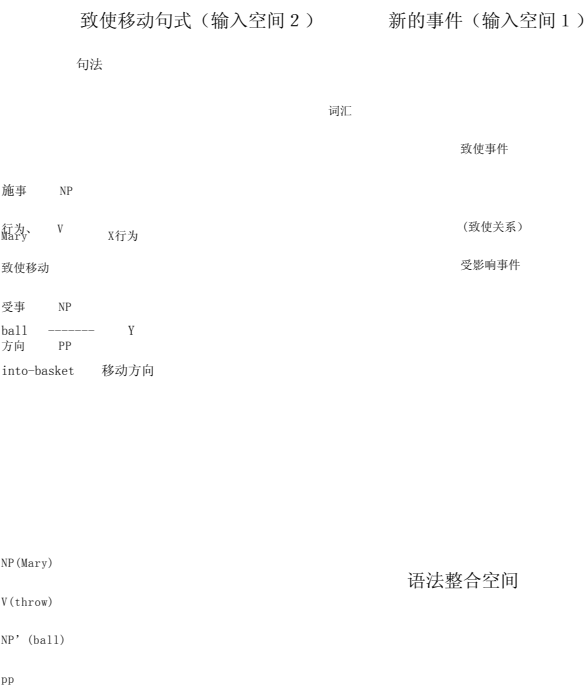 致使移动句式（输入空间2） 新的事件（输入空间1）
句法
词汇
致使事件
施事 NP
行为、 V (致使关系)
Mary X行为
致使移动 受影响事件
受事 NP
ball ------- Y
方向 PP
into-basket 移动方向
NP(Mary)
语法整合空间
V(throw)
NP’(ball)
pp